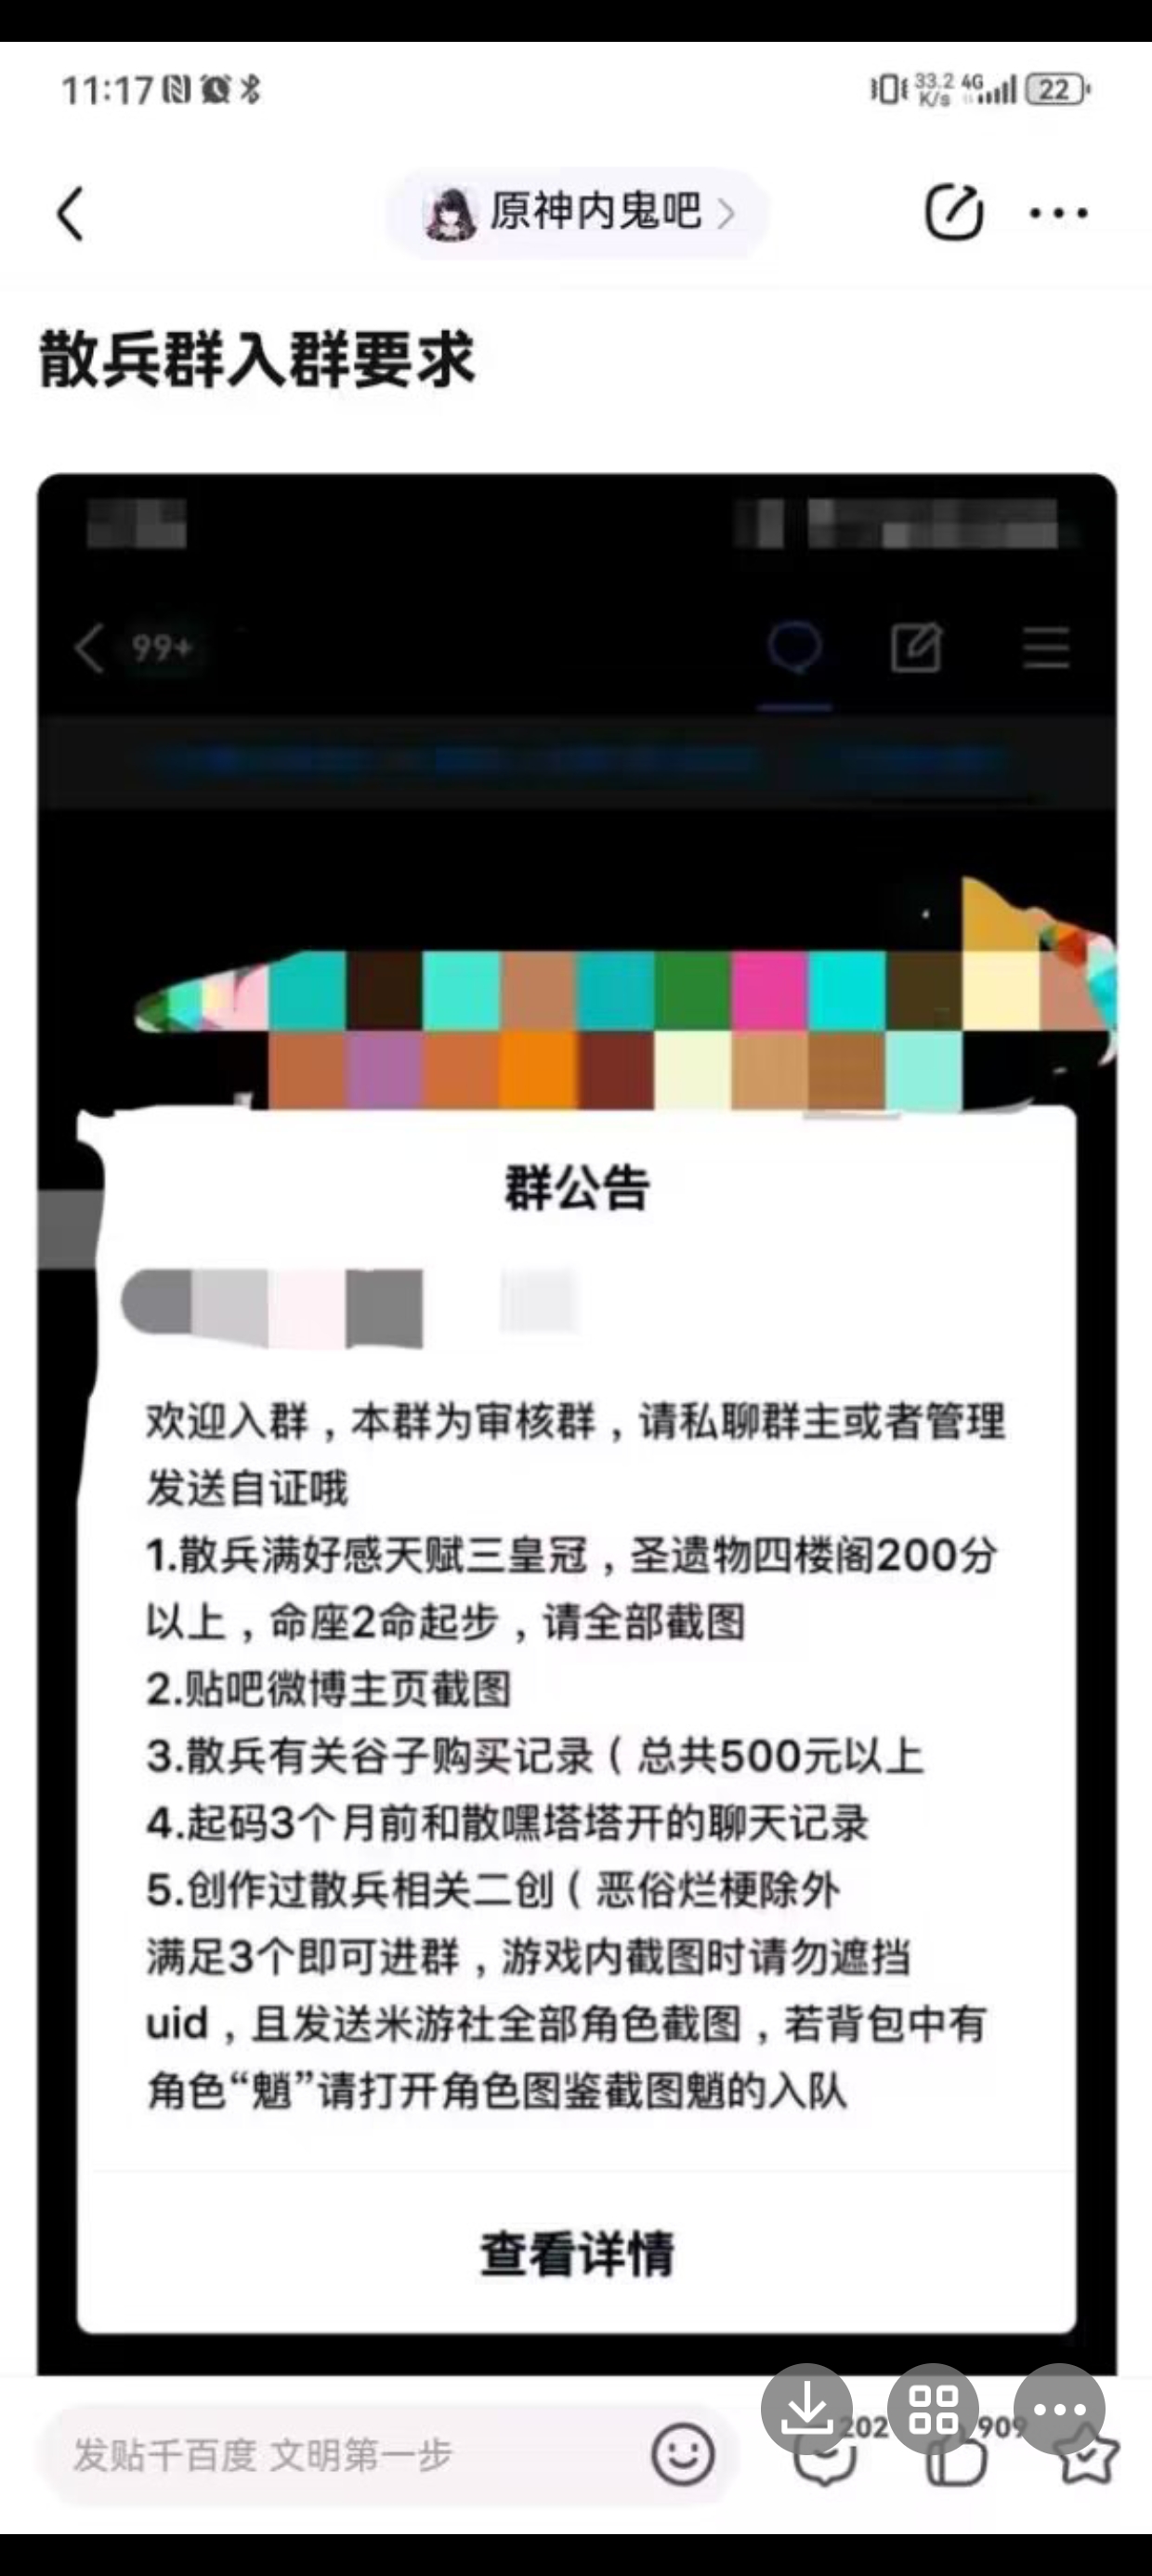 11:17
33.2 K/s 4G 22
原神内鬼吧
散兵群入群要求
99+
群公告
欢迎入群，本群为审核群，请私聊群主或者管理
发送自证哦
1.散兵满好感天赋三皇冠，圣遗物四楼阁200分
以上，命座2命起步，请全部截图
2.贴吧微博主页截图
3.散兵有关谷子购买记录（总共500元以上
4.起码3个月前和散嘿塔塔开的聊天记录
5.创作过散兵相关二创（恶俗烂梗除外
满足3个即可进群，游戏内截图时请勿遮挡
uid，且发送米游社全部角色截图，若背包中有
角色“魈”请打开角色图鉴截图魈的入队
查看详情
发贴千百度 文明第一步
202
909